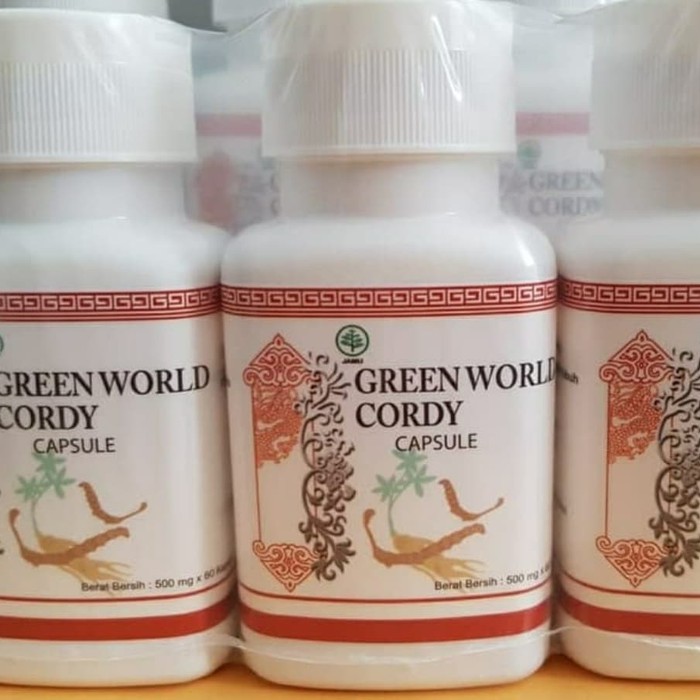 GREEN WORLD
CORDY
CAPSULE
Berat Bersih : 500 mg x 60
JAMU
GREEN WORLD
CORDY
CAPSULE
Berat Bersih : 500 mg x
GREEN
CORDY